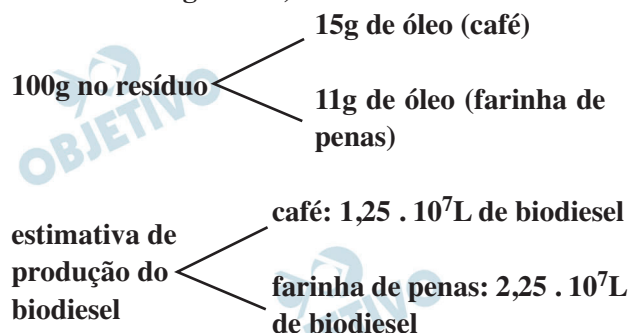 15g de óleo (café)
100g no resíduo
11g de óleo (farinha de
penas)
OBJETIVO
café: 1,25 . 10⁷L de biodiesel
estimativa de
produção do
biodiesel
farinha de penas: 2,25 . 10⁷L
de biodiesel
OBJETIVO